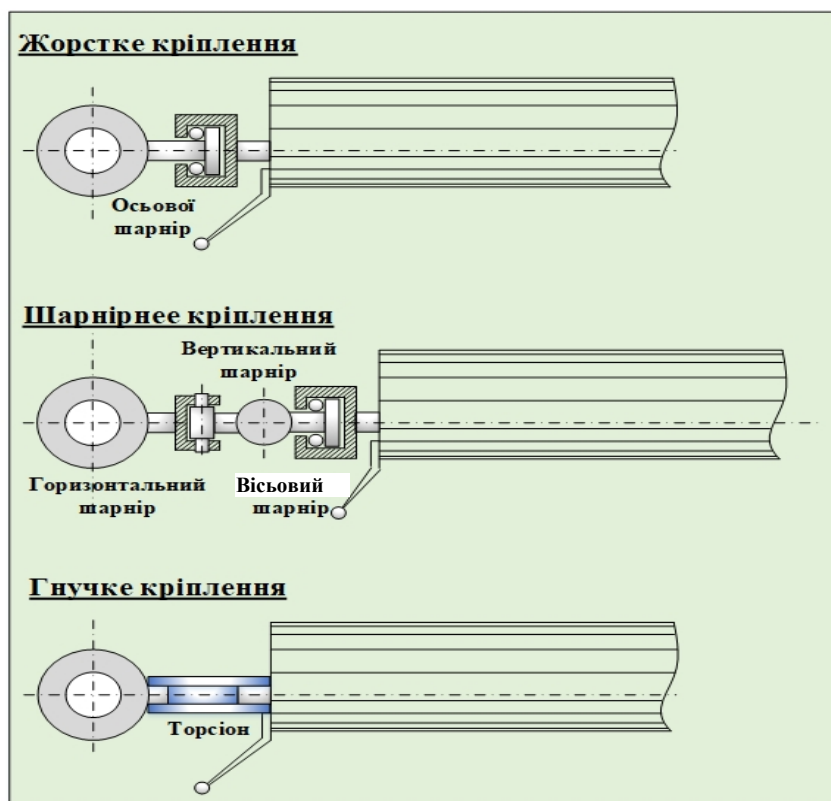 Жорстке кріплення
Осьової
шарнір
Шарнірнее кріплення
Вертикальний
шарнір
Горизонтальний
шарнір
Вісьовий
шарнір
Гнучке кріплення
Торсіон